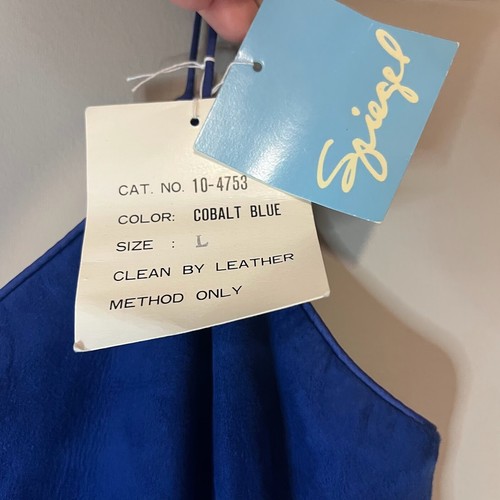 Spiegel
CAT. NO. 10-4753
COLOR: COBALT BLUE
SIZE : L
CLEAN BY LEATHER
METHOD ONLY